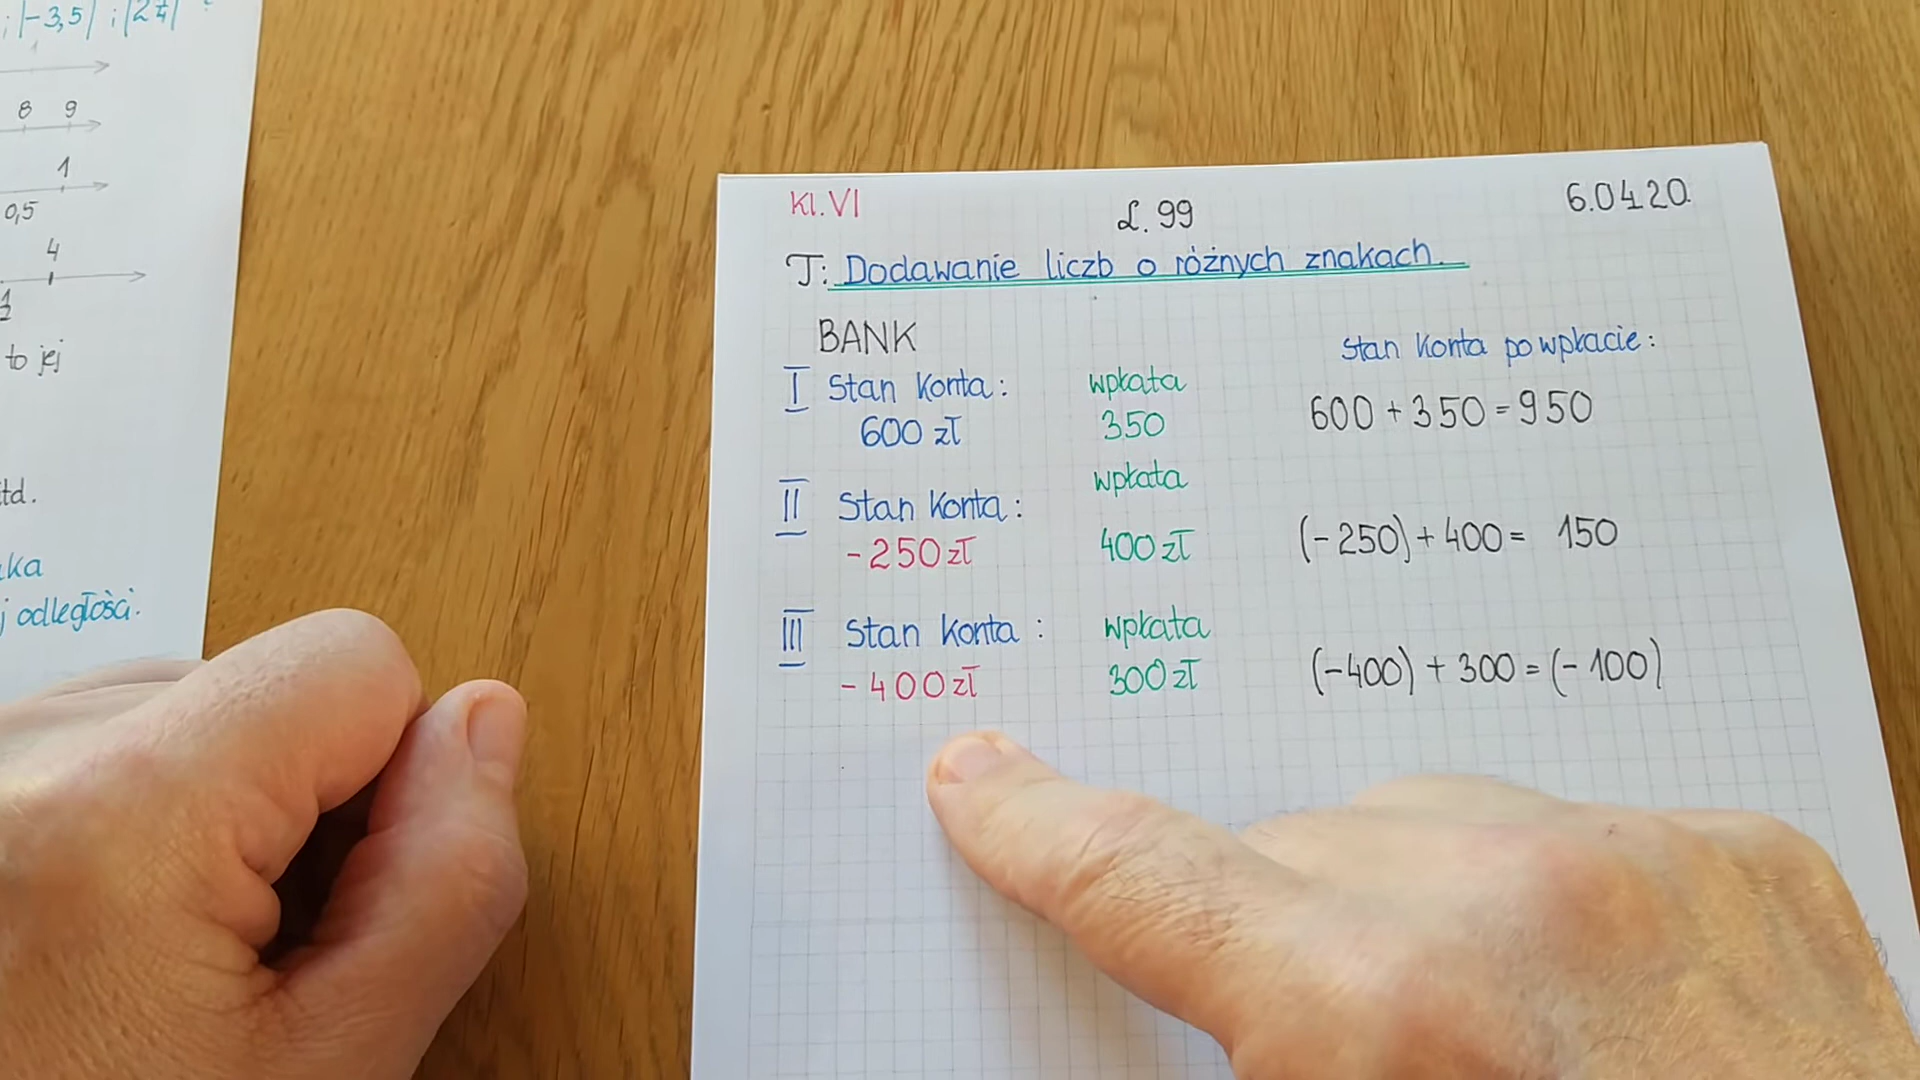 ; |-3,5| ; |2
8 9
1
0,5
4
1
2
to jej
td.
ka
j odległości.
Kl.VI
L. 99
6.04.20.
T: Dodawanie liczb o różnych znakach.
BANK
stan konta po wpłacie:
I Stan konta: wpłata
600 zł 350 600 + 350 = 950
II Stan konta: wpłata
-250 zł 400 zł (-250) + 400 = 150
III Stan konta: wpłata
-400 zł 300 zł (-400) + 300 = (-100)